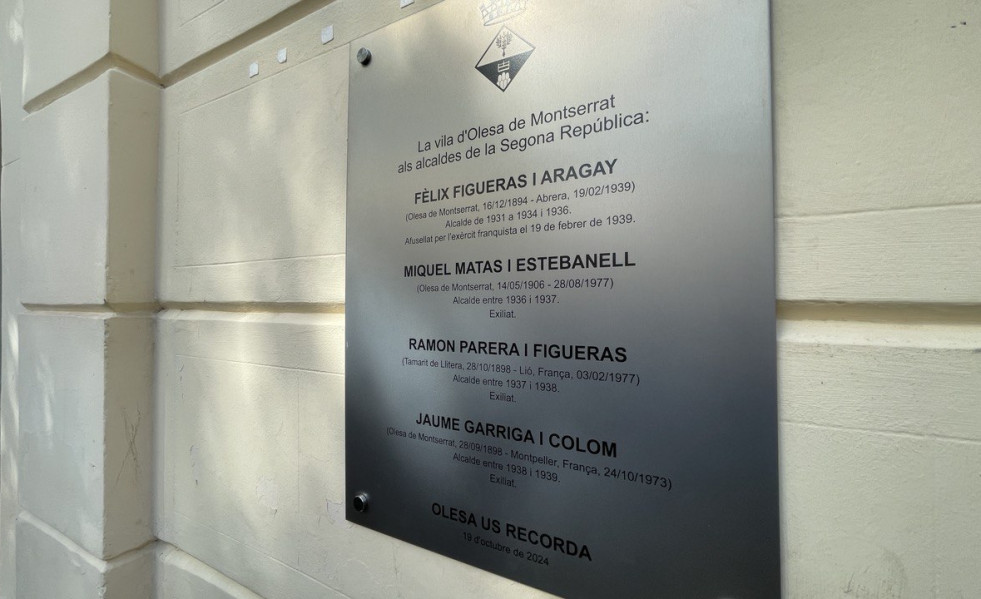 La vila d'Olesa de Montserrat
als alcaldes de la Segona República:
FÈLIX FIGUERAS I ARAGAY
(Olesa de Montserrat, 16/12/1894 - Abrera, 19/02/1939)
Alcalde de 1931 a 1934 i 1936.
Afusellat per l'exèrcit franquista el 19 de febrer de 1939.
MIQUEL MATAS I ESTEBANELL
(Olesa de Montserrat, 14/05/1906 - 28/08/1977)
Alcalde entre 1936 i 1937.
Exiliat.
RAMON PARERA I FIGUERAS
(Tamarit de Llitera, 28/10/1898 - Lió, França, 03/02/1977)
Alcalde entre 1937 i 1938.
Exiliat.
JAUME GARRIGA I COLOM
(Olesa de Montserrat, 28/09/1898 - Montpeller, França, 24/10/1973)
Alcalde entre 1938 i 1939.
Exiliat.
OLESA US RECORDA
19 d'octubre de 2024